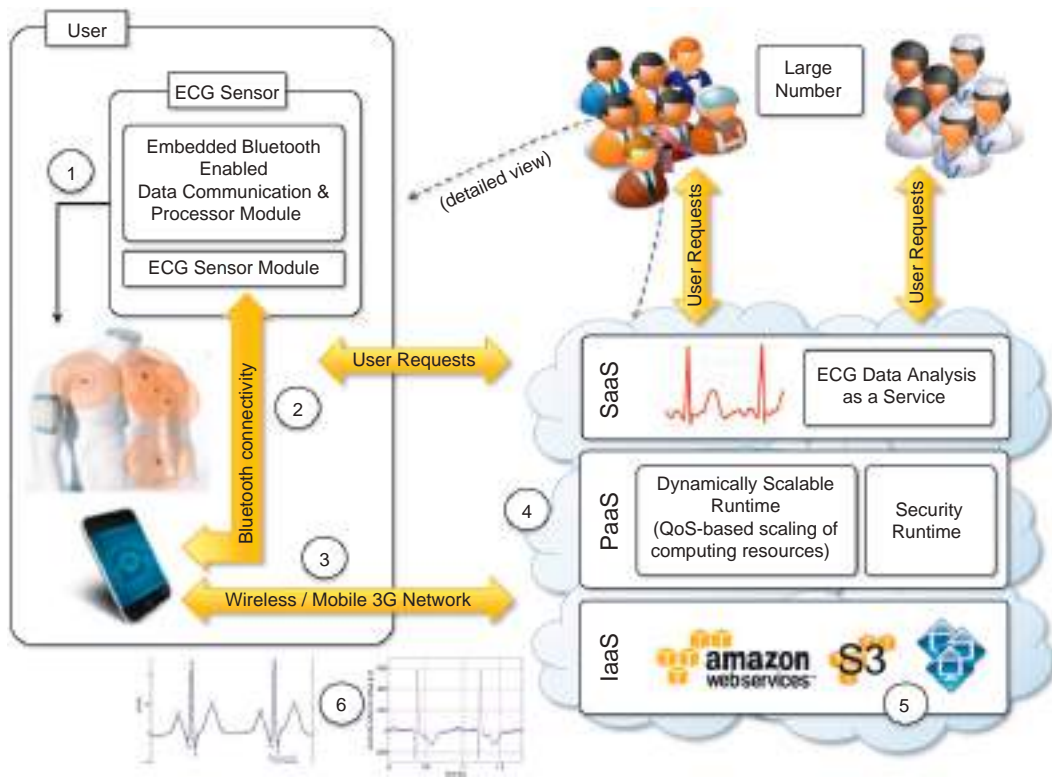 User
ECG Sensor
Embedded Bluetooth
Enabled
Data Communication &
Processor Module
ECG Sensor Module
1
(detailed view)
Large
Number
User Requests
User Requests
User Requests
2
Bluetooth connectivity
3
Wireless / Mobile 3G Network
SaaS
ECG Data Analysis
as a Service
4
PaaS
Dynamically Scalable
Runtime
(QoS-based scaling of
computing resources)
Security
Runtime
IaaS
amazon
webservices™
S3
5
6